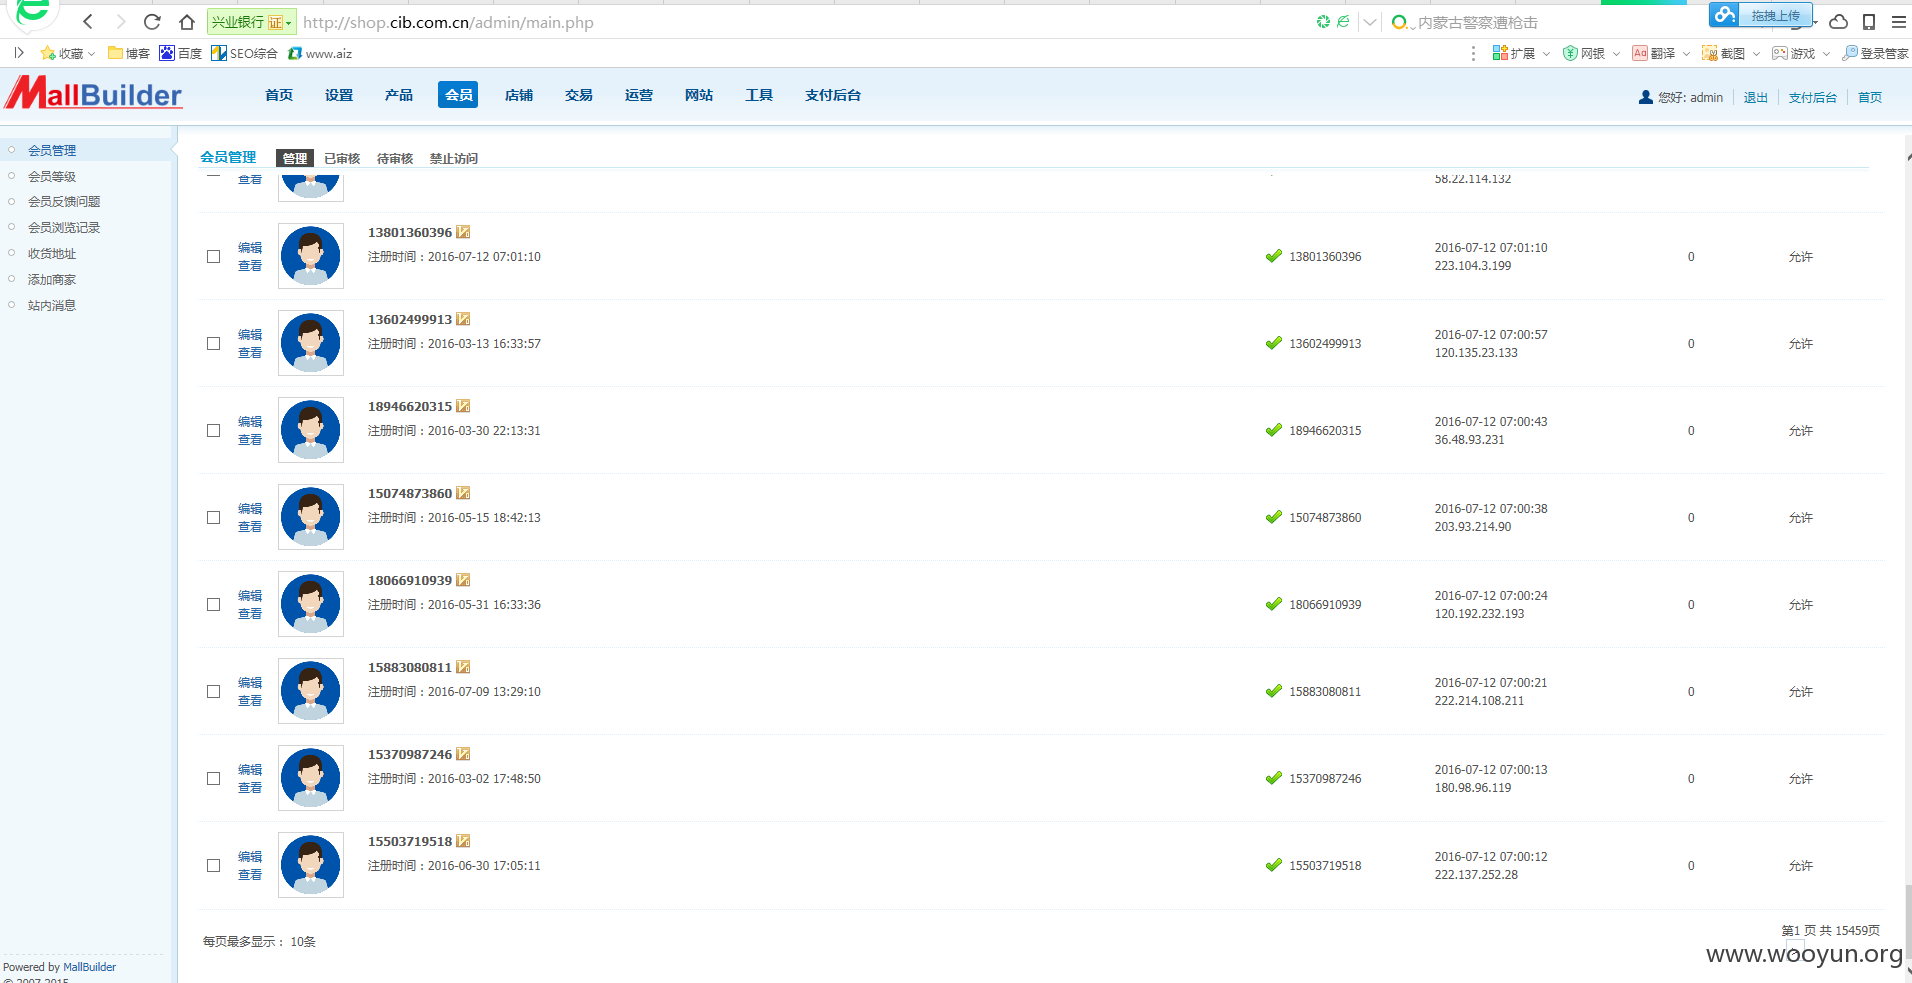 兴业银行 证 http://shop.cib.com.cn/admin/main.php 内蒙古警察遭枪击 拖拽上传
收藏 博客 百度 SEO综合 www.aiz 扩展 网银 翻译 截图 游戏 登录管家
MallBuilder 首页 设置 产品 会员 店铺 交易 运营 网站 工具 支付后台 您好: admin 退出 支付后台 首页
会员管理
会员等级
会员反馈问题
会员浏览记录
收货地址
添加商家
站内消息
会员管理 管理 已审核 待审核 禁止访问
查看 58.22.114.132
13801360396
编辑 2016-07-12 07:01:10
注册时间：2016-07-12 07:01:10 13801360396 0 允许
查看 223.104.3.199
13602499913
编辑 2016-07-12 07:00:57
注册时间：2016-03-13 16:33:57 13602499913 0 允许
查看 120.135.23.133
18946620315
编辑 2016-07-12 07:00:43
注册时间：2016-03-30 22:13:31 18946620315 0 允许
查看 36.48.93.231
15074873860
编辑 2016-07-12 07:00:38
注册时间：2016-05-15 18:42:13 15074873860 0 允许
查看 203.93.214.90
18066910939
编辑 2016-07-12 07:00:24
注册时间：2016-05-31 16:33:36 18066910939 0 允许
查看 120.192.232.193
15883080811
编辑 2016-07-12 07:00:21
注册时间：2016-07-09 13:29:10 15883080811 0 允许
查看 222.214.108.211
15370987246
编辑 2016-07-12 07:00:13
注册时间：2016-03-02 17:48:50 15370987246 0 允许
查看 180.98.96.119
15503719518
编辑 2016-07-12 07:00:12
注册时间：2016-06-30 17:05:11 15503719518 0 允许
查看 222.137.252.28
每页最多显示： 10条 第1 页 共 15459页
www.wooyun.org
Powered by MallBuilder
© 2007-2015